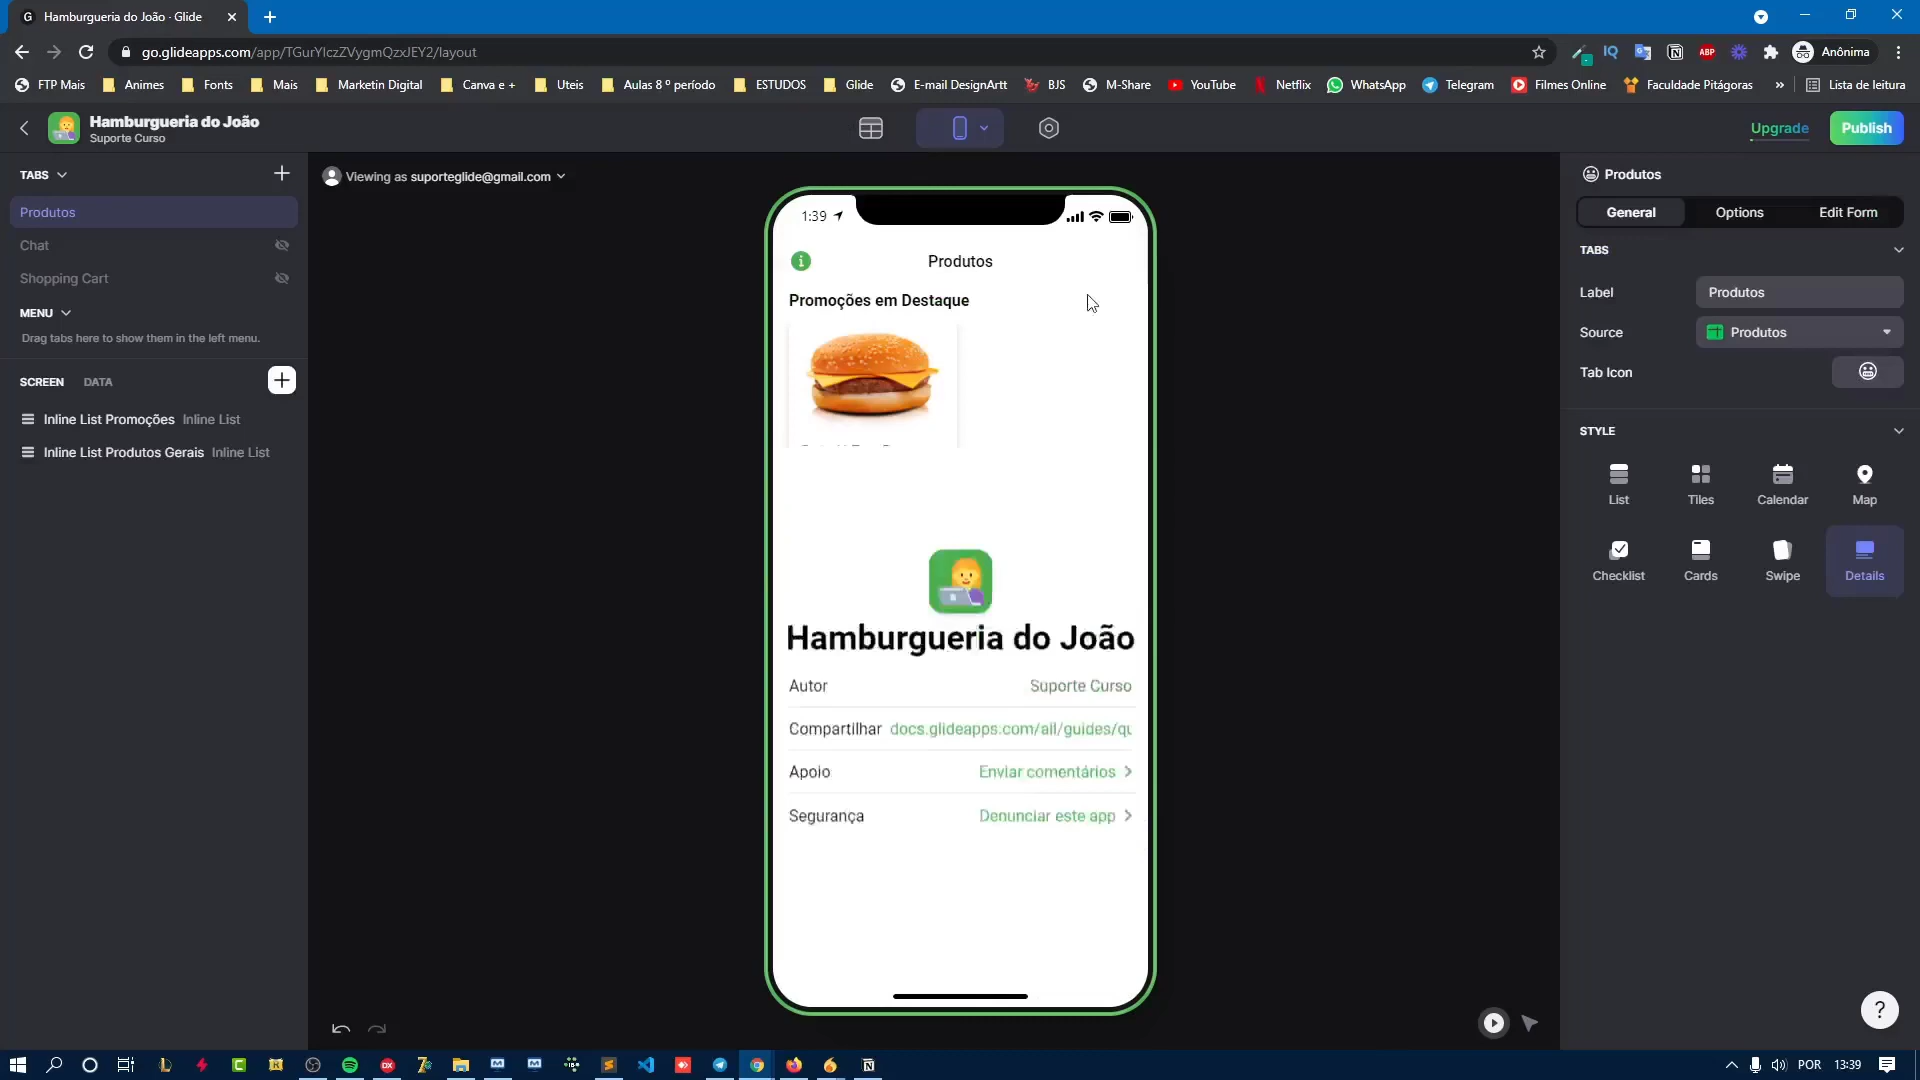 Hamburgueria do João · Glide
go.glideapps.com/app/TGurYlczZVygmQzxJEY2/layout
ABP
Anônima
FTP Mais
Animes
Fonts
Mais
Marketin Digital
Canva e +
Uteis
Aulas 8 º período
ESTUDOS
Glide
E-mail DesignArtt
BJS
M-Share
YouTube
Netflix
WhatsApp
Telegram
Filmes Online
Faculdade Pitágoras
»
Lista de leitura
Hamburgueria do João
Suporte Curso
Upgrade
Publish
TABS
Produtos
Chat
Shopping Cart
MENU
Drag tabs here to show them in the left menu.
SCREEN
DATA
Inline List Promoções Inline List
Inline List Produtos Gerais Inline List
Viewing as suporteglide@gmail.com
1:39
Produtos
Promoções em Destaque
Hamburgueria do João
Autor
Suporte Curso
Compartilhar
docs.glideapps.com/all/guides/qu
Apoio
Enviar comentários
Segurança
Denunciar este app
Produtos
General
Options
Edit Form
TABS
Label
Produtos
Source
Produtos
Tab Icon
STYLE
List
Tiles
Calendar
Map
Checklist
Cards
Swipe
Details
?
POR
13:39